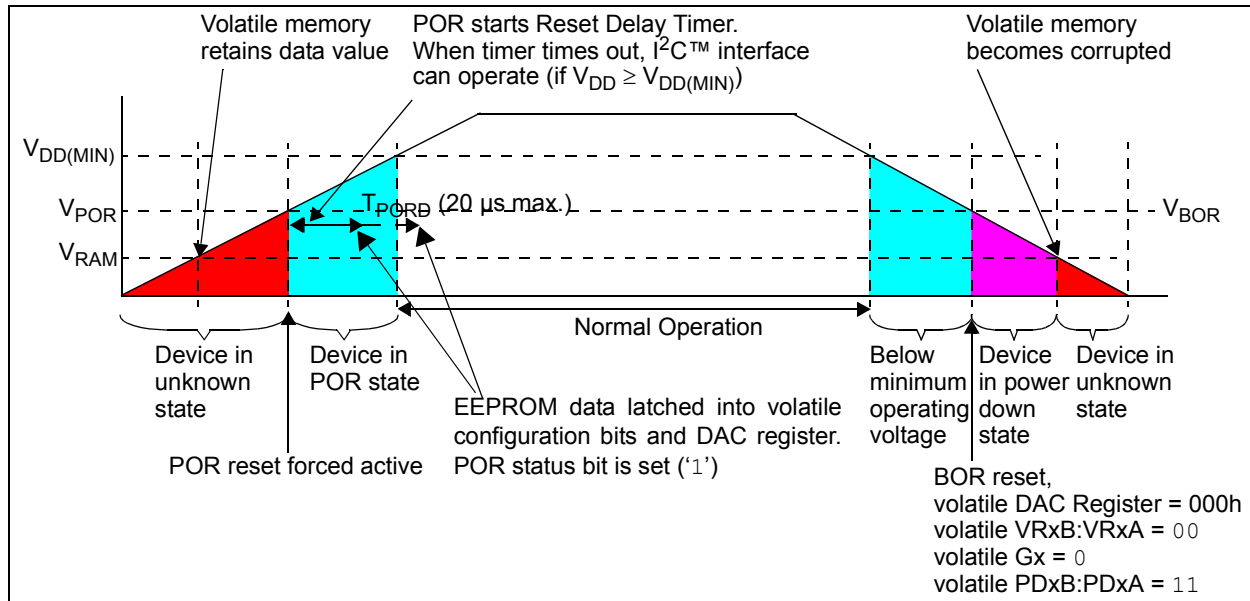 Volatile memory
retains data value
POR starts Reset Delay Timer.
When timer times out, I²C™ interface
can operate (if VDD ≥ VDD(MIN))
Volatile memory
becomes corrupted
VDD(MIN)
TPORD (20 µs max.)
VPOR
VBOR
VRAM
Normal Operation
Device in
unknown
state
Device in
POR state
Below
minimum
operating
voltage
Device
in power
down
state
Device in
unknown
state
EEPROM data latched into volatile
configuration bits and DAC register.
POR status bit is set (‘1’)
POR reset forced active
BOR reset,
volatile DAC Register = 000h
volatile VRxB:VRxA = 00
volatile Gx = 0
volatile PDxB:PDxA = 11